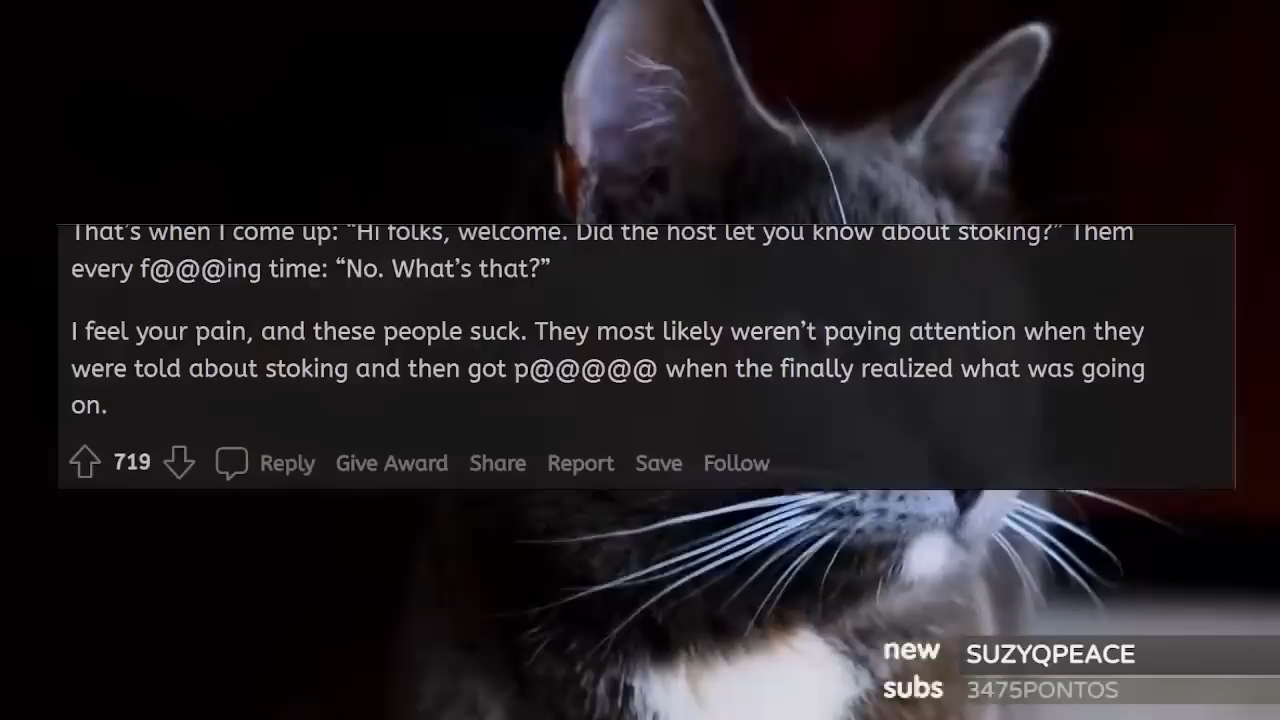 That’s when I come up: “Hi folks, welcome. Did the host let you know about stoking?” Them
every f@@@ing time: “No. What’s that?”
I feel your pain, and these people suck. They most likely weren’t paying attention when they
were told about stoking and then got p@@@@@ when the finally realized what was going
on.
719 Reply Give Award Share Report Save Follow
new SUZYQPEACE
subs 3475PONTOS